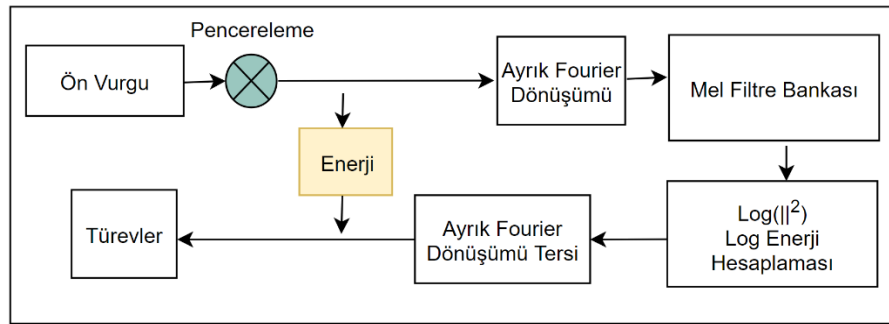 Pencereleme
Ön Vurgu
Ayrık Fourier
Dönüşümü
Mel Filtre Bankası
Enerji
Türevler
Ayrık Fourier
Dönüşümü Tersi
Log(||²)
Log Enerji
Hesaplaması